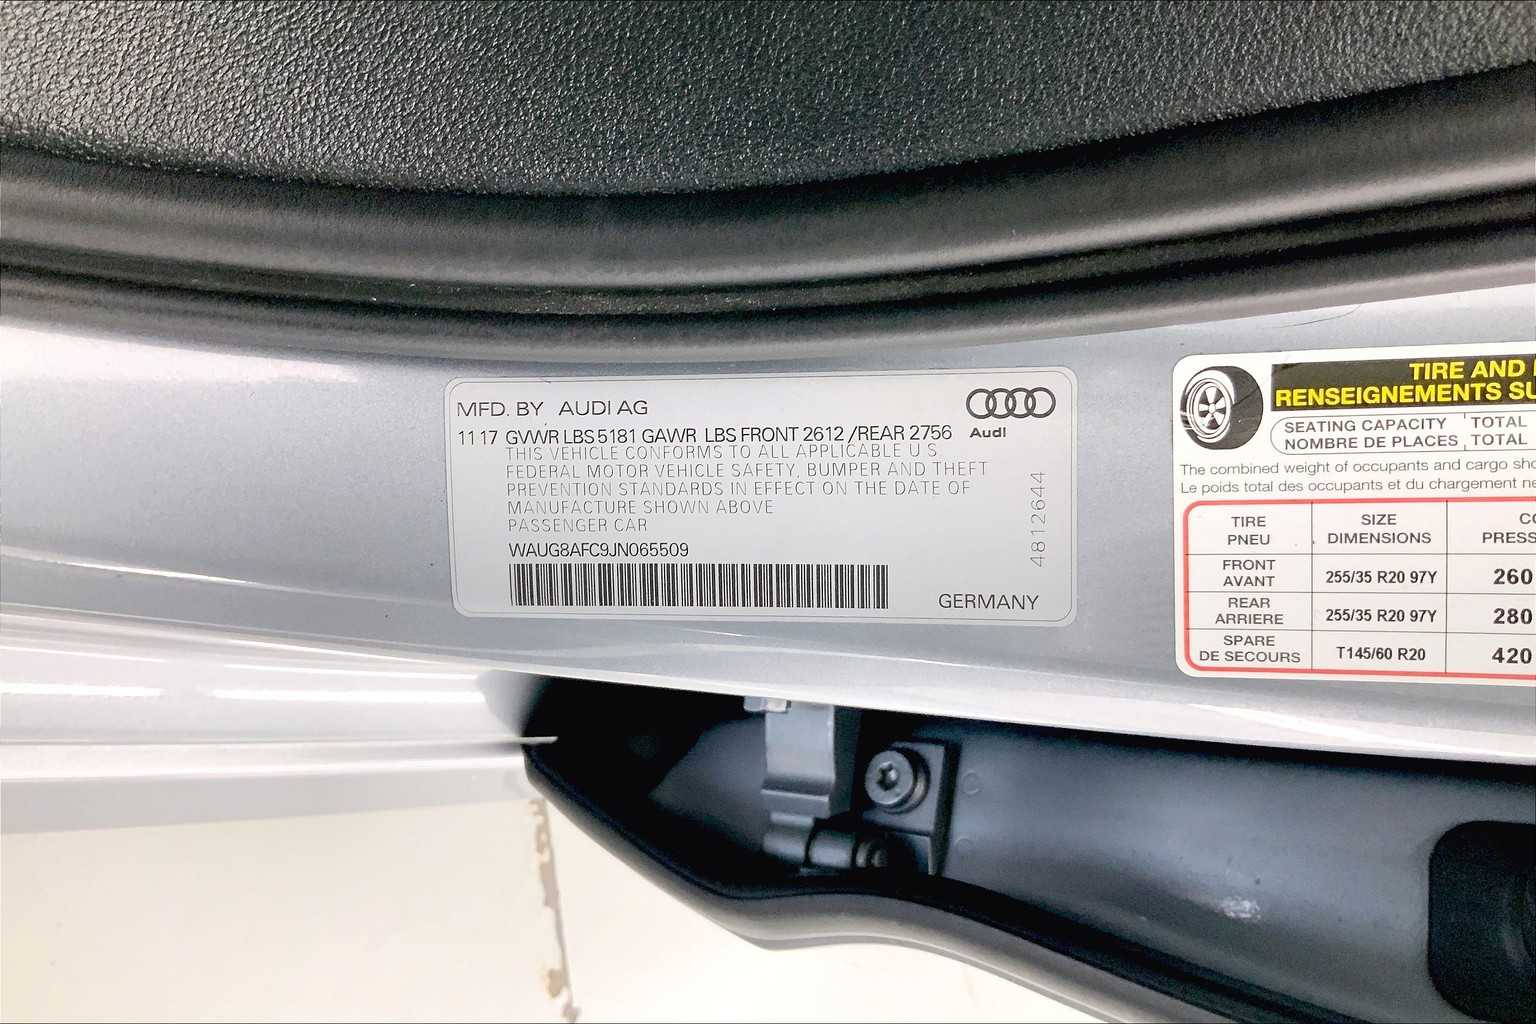 MFD. BY AUDI AG
11 17 GVWR LBS 5181 GAWR LBS FRONT 2612 /REAR 2756
Audi
THIS VEHICLE CONFORMS TO ALL APPLICABLE U S
FEDERAL MOTOR VEHICLE SAFETY, BUMPER AND THEFT
PREVENTION STANDARDS IN EFFECT ON THE DATE OF
MANUFACTURE SHOWN ABOVE
PASSENGER CAR
WAUG8AFC9JN065509
GERMANY
4812644
TIRE AND
RENSEIGNEMENTS
SEATING CAPACITY TOTAL
NOMBRE DE PLACES TOTAL
The combined weight of occupants and cargo
Le poids total des occupants et du chargement
TIRE SIZE
PNEU DIMENSIONS
FRONT
AVANT 255/35 R20 97Y 260
REAR
ARRIERE 255/35 R20 97Y 280
SPARE
DE SECOURS T145/60 R20 420